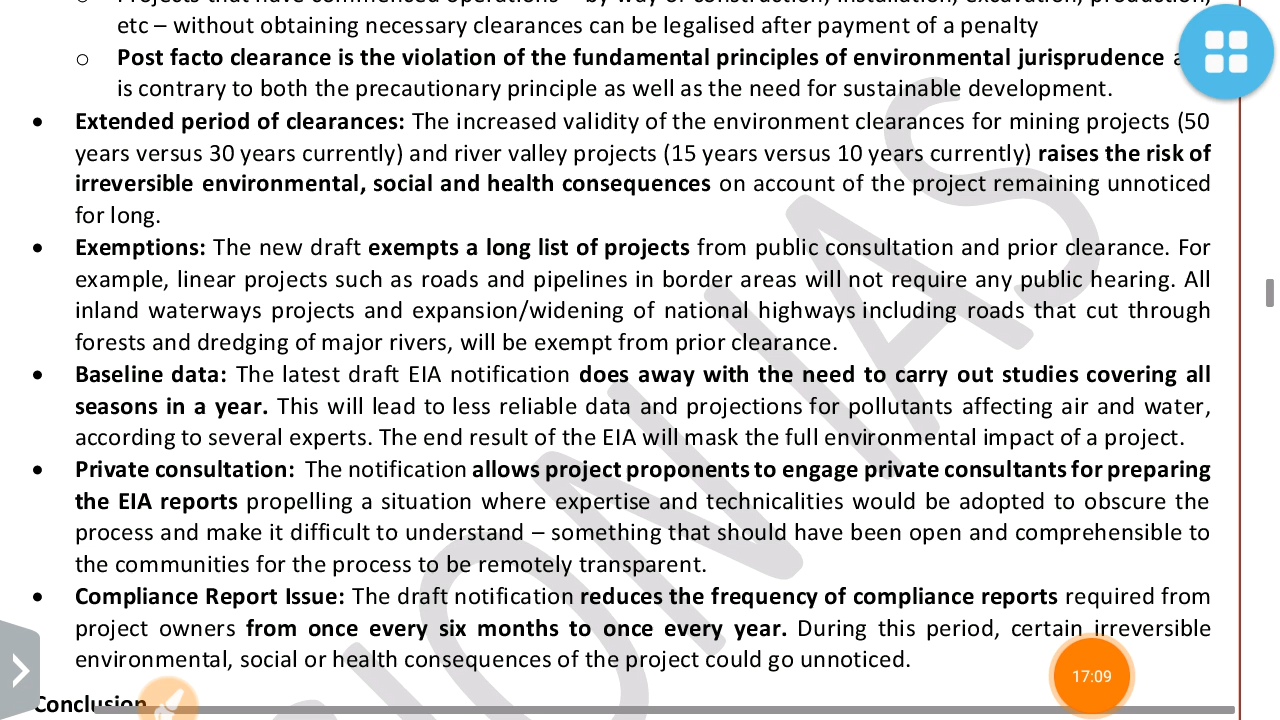 ○ Projects that have commenced operations – by way of construction, installation, excavation, production,
etc – without obtaining necessary clearances can be legalised after payment of a penalty
○ Post facto clearance is the violation of the fundamental principles of environmental jurisprudence
is contrary to both the precautionary principle as well as the need for sustainable development.
• Extended period of clearances: The increased validity of the environment clearances for mining projects (50
years versus 30 years currently) and river valley projects (15 years versus 10 years currently) raises the risk of
irreversible environmental, social and health consequences on account of the project remaining unnoticed
for long.
• Exemptions: The new draft exempts a long list of projects from public consultation and prior clearance. For
example, linear projects such as roads and pipelines in border areas will not require any public hearing. All
inland waterways projects and expansion/widening of national highways including roads that cut through
forests and dredging of major rivers, will be exempt from prior clearance.
• Baseline data: The latest draft EIA notification does away with the need to carry out studies covering all
seasons in a year. This will lead to less reliable data and projections for pollutants affecting air and water,
according to several experts. The end result of the EIA will mask the full environmental impact of a project.
• Private consultation: The notification allows project proponents to engage private consultants for preparing
the EIA reports propelling a situation where expertise and technicalities would be adopted to obscure the
process and make it difficult to understand – something that should have been open and comprehensible to
the communities for the process to be remotely transparent.
• Compliance Report Issue: The draft notification reduces the frequency of compliance reports required from
project owners from once every six months to once every year. During this period, certain irreversible
environmental, social or health consequences of the project could go unnoticed.
17:09
Conclusion
ION IAS